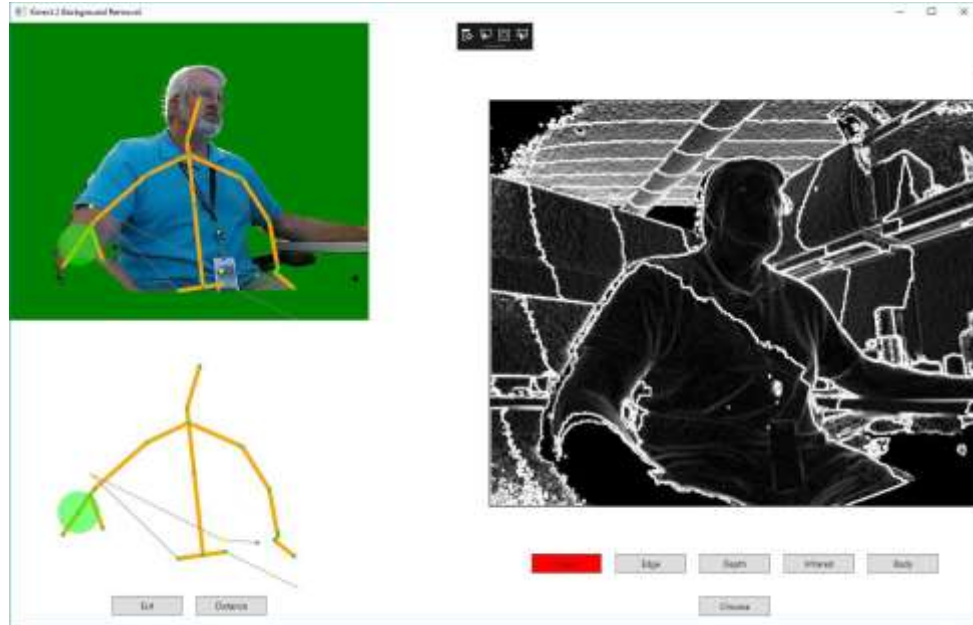 Kinect 2 Background Removal
Edge
Depth
Infrared
Body
Exit
Distance
Choose